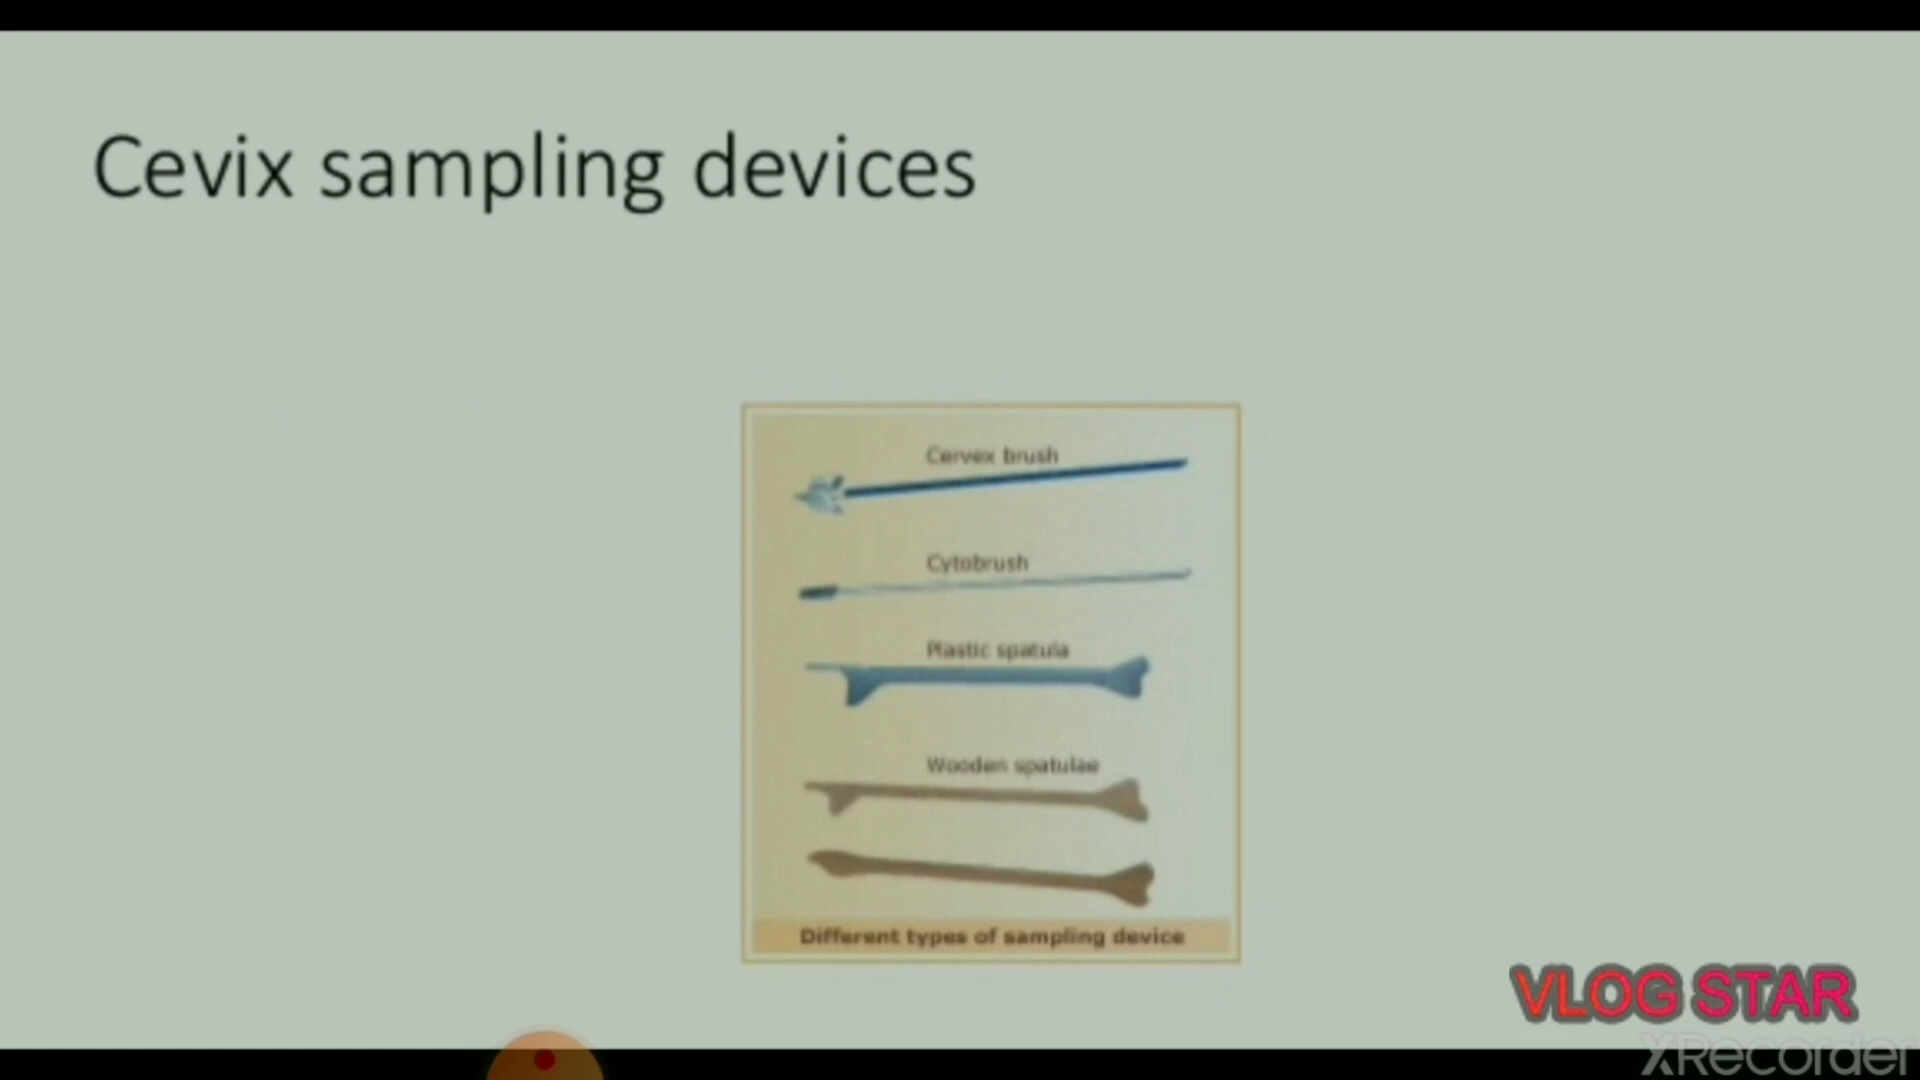 Cevix sampling devices
Cervex brush
Cytobrush
Plastic spatula
Wooden spatulae
Different types of sampling device
VLOG STAR
XRecorder